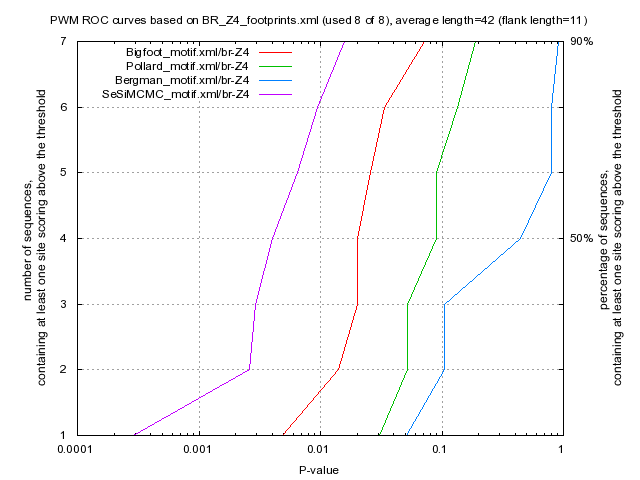 PWM ROC curves based on BR_Z4_footprints.xml (used 8 of 8), average length=42 (flank length=11)
Bigfoot_motif.xml/br-Z4
Pollard_motif.xml/br-Z4
Bergman_motif.xml/br-Z4
SeSiMCMC_motif.xml/br-Z4
number of sequences,
containing at least one site scoring above the threshold
7
6
5
4
3
2
1
90%
50%
percentage of sequences,
containing at least one site scoring above the threshold
0.0001
0.001
0.01
0.1
1
P-value